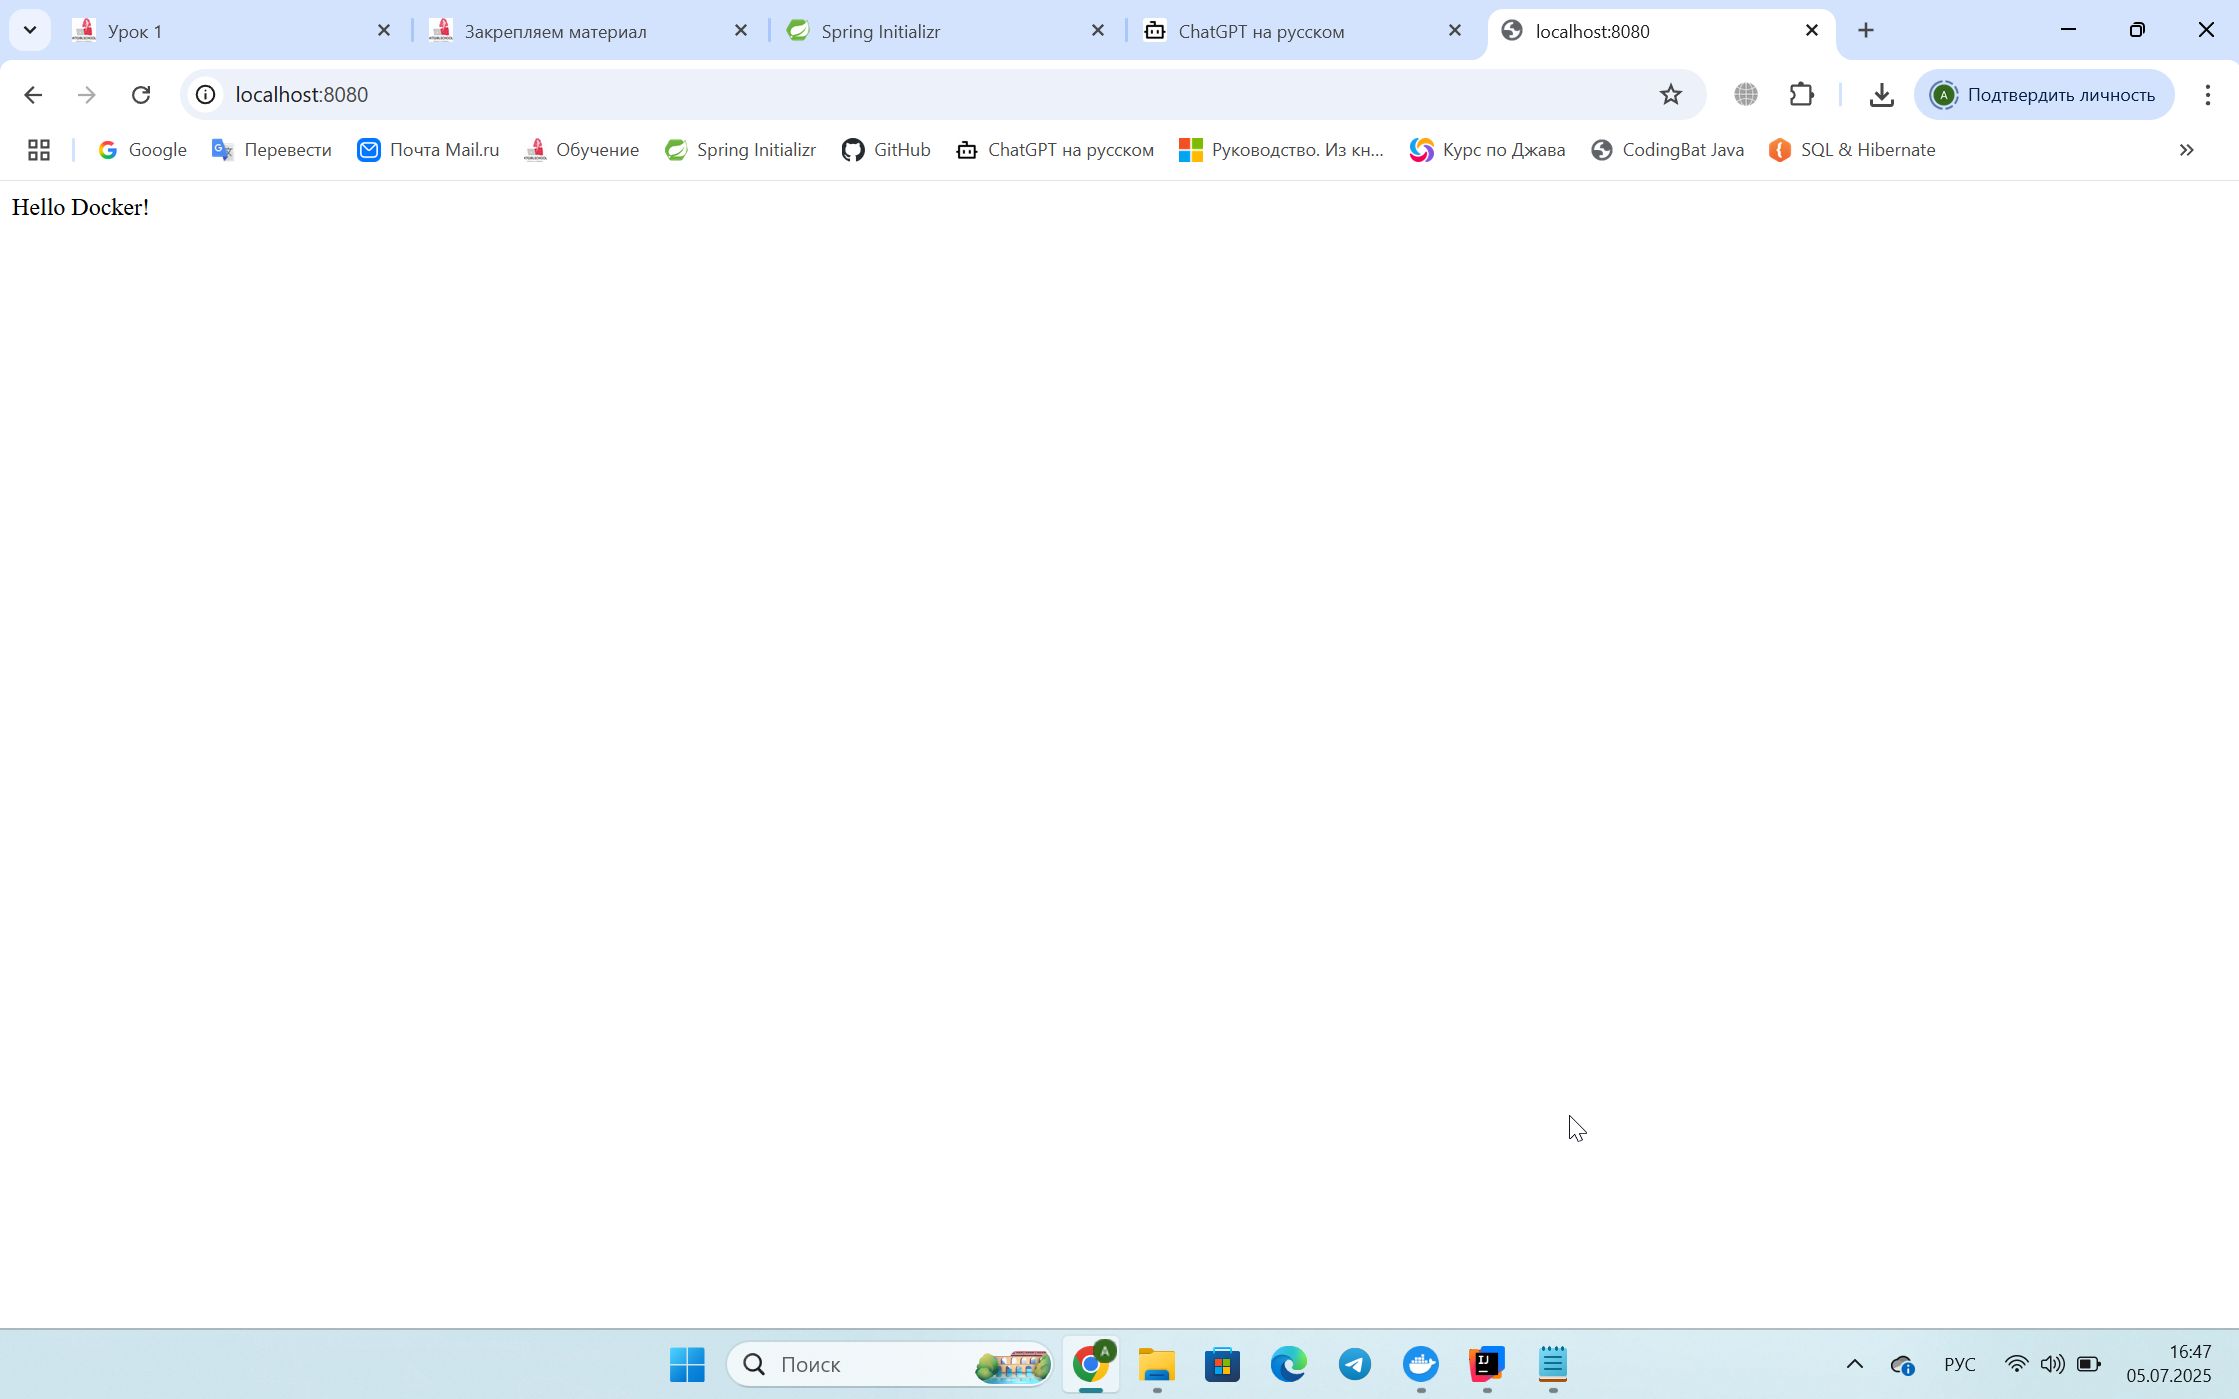 Урок 1
Закрепляем материал
Spring Initializr
ChatGPT на русском
localhost:8080
localhost:8080
Подтвердить личность
Google
Перевести
Почта Mail.ru
Обучение
Spring Initializr
GitHub
ChatGPT на русском
Руководство. Из кн...
Курс по Джава
CodingBat Java
SQL & Hibernate
Hello Docker!
Поиск
РУС
16:47
05.07.2025